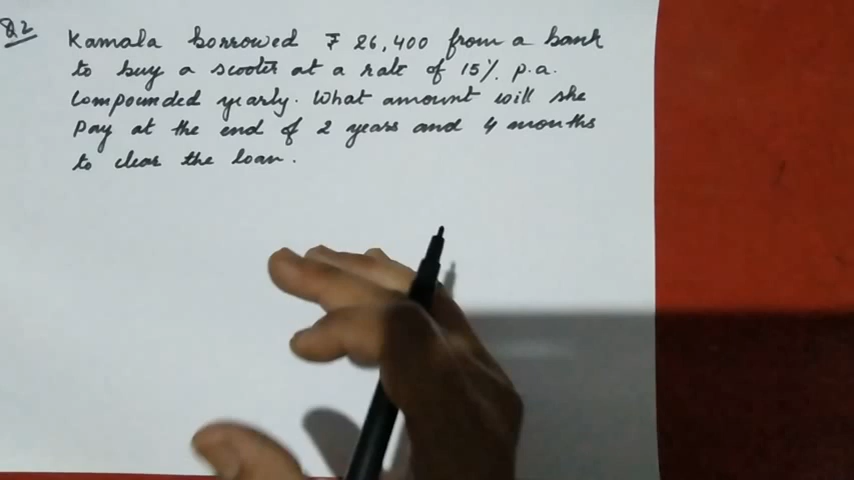 Q2
Kamala borrowed ₹ 26,400 from a bank
to buy a scooter at a rate of 15% p.a.
compounded yearly. What amount will she
pay at the end of 2 years and 4 months
to clear the loan.